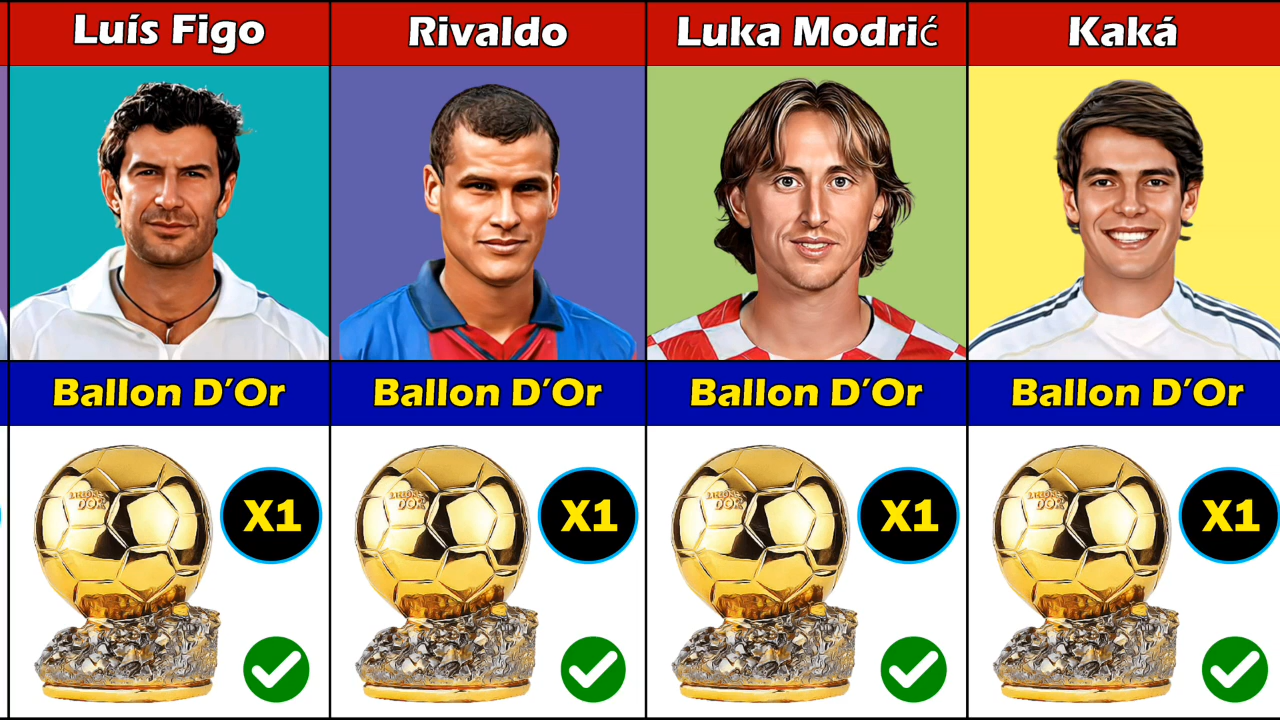 Luís Figo
Rivaldo
Luka Modrić
Kaká
Ballon D'Or
Ballon D'Or
Ballon D'Or
Ballon D'Or
X1
X1
X1
X1